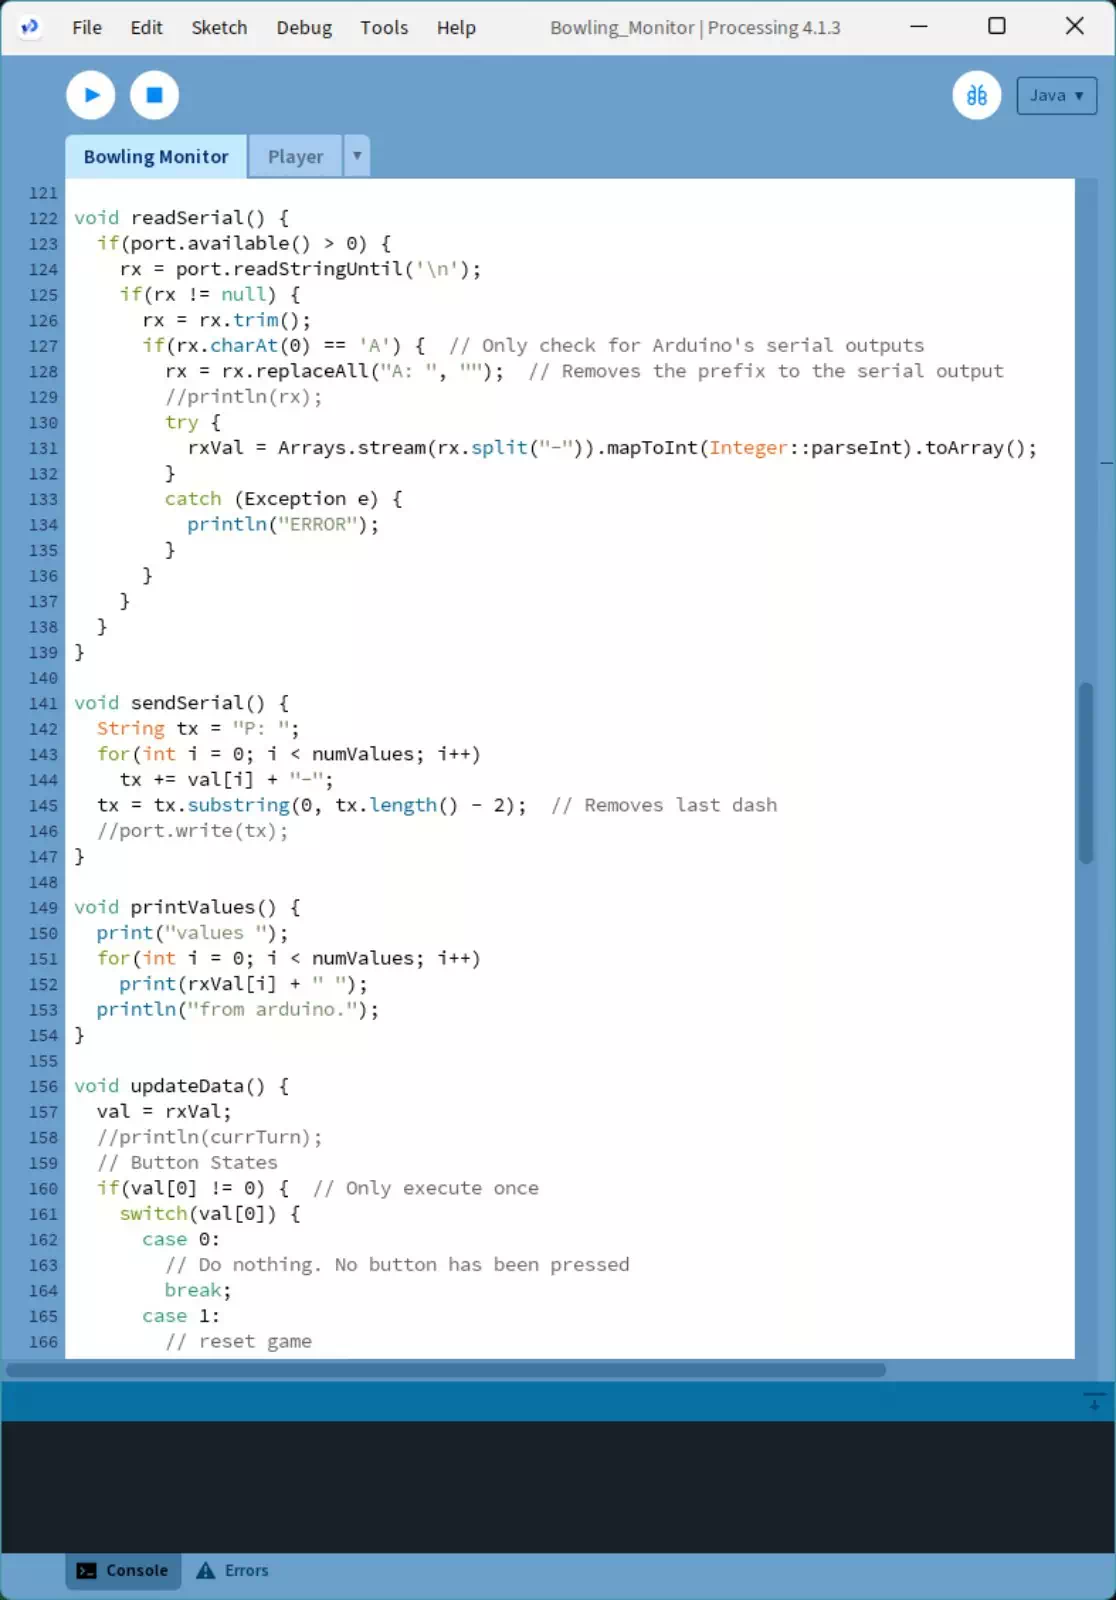 File Edit Sketch Debug Tools Help Bowling_Monitor | Processing 4.1.3
Java ▾
Bowling Monitor Player ▾
121
122 void readSerial() {
123   if(port.available() > 0) {
124     rx = port.readStringUntil('\n');
125     if(rx != null) {
126       rx = rx.trim();
127       if(rx.charAt(0) == 'A') {  // Only check for Arduino's serial outputs
128         rx = rx.replaceAll("A: ", "");  // Removes the prefix to the serial output
129         //println(rx);
130         try {
131           rxVal = Arrays.stream(rx.split("-")).mapToInt(Integer::parseInt).toArray();
132         }
133         catch (Exception e) {
134           println("ERROR");
135         }
136       }
137     }
138   }
139 }
140
141 void sendSerial() {
142   String tx = "P: ";
143   for(int i = 0; i < numValues; i++)
144     tx += val[i] + "-";
145   tx = tx.substring(0, tx.length() - 2);  // Removes last dash
146   //port.write(tx);
147 }
148
149 void printValues() {
150   print("values ");
151   for(int i = 0; i < numValues; i++)
152     print(rxVal[i] + " ");
153   println("from arduino.");
154 }
155
156 void updateData() {
157   val = rxVal;
158   //println(currTurn);
159   // Button States
160   if(val[0] != 0) {  // Only execute once
161     switch(val[0]) {
162       case 0:
163         // Do nothing. No button has been pressed
164         break;
165       case 1:
166         // reset game
Console Errors